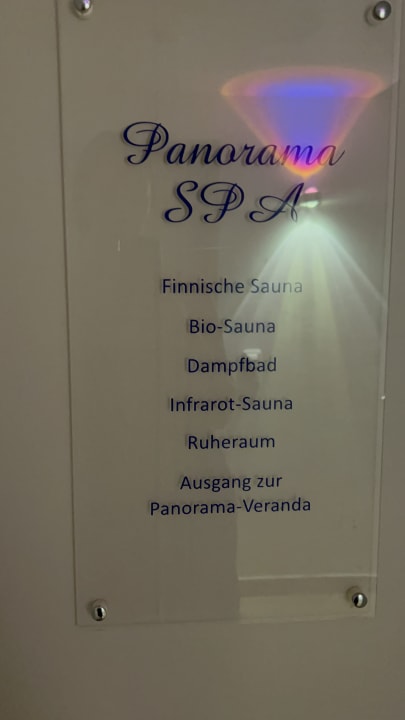 Panorama
SPA
Finnische Sauna
Bio-Sauna
Dampfbad
Infrarot-Sauna
Ruheraum
Ausgang zur
Panorama-Veranda